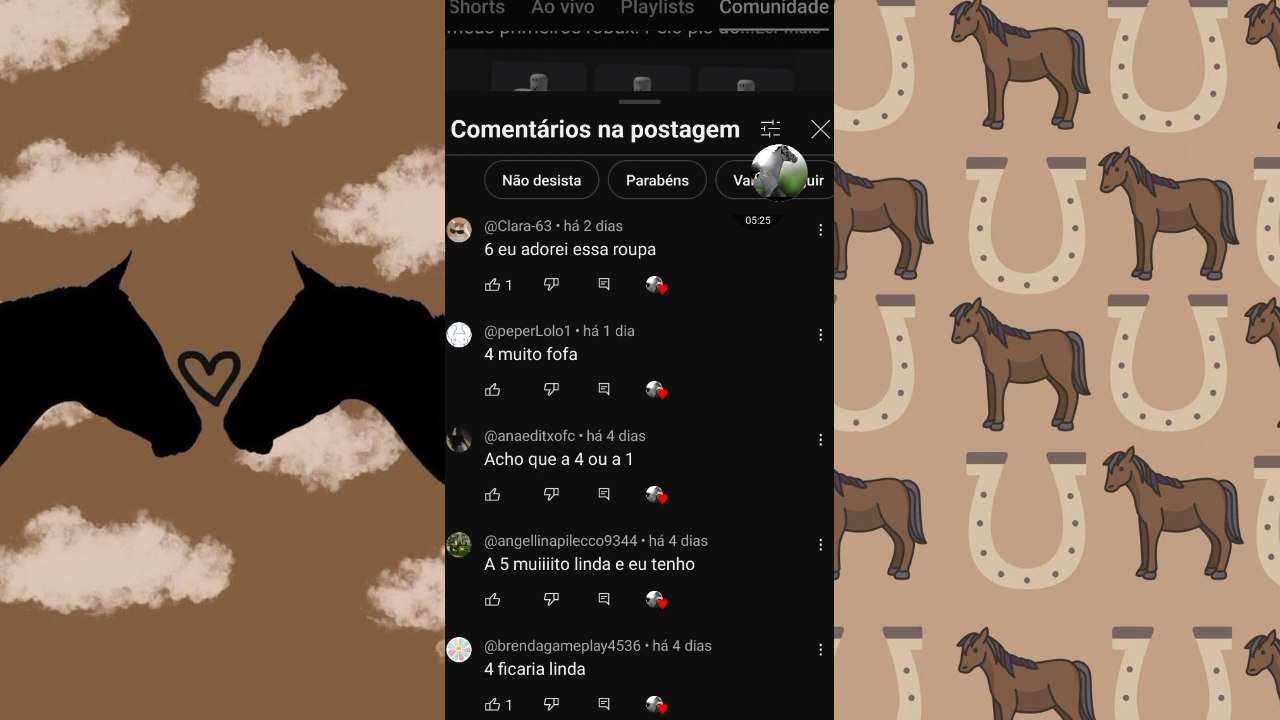 Shorts Ao vivo Playlists Comunidade
Comentários na postagem
Não desista Parabéns
05:25
@Clara-63 • há 2 dias
6 eu adorei essa roupa
1
@peperLolo1 • há 1 dia
4 muito fofa
@anaeditxofc • há 4 dias
Acho que a 4 ou a 1
@angellinapilecco9344 • há 4 dias
A 5 muiiiito linda e eu tenho
@brendagameplay4536 • há 4 dias
4 ficaria linda
1